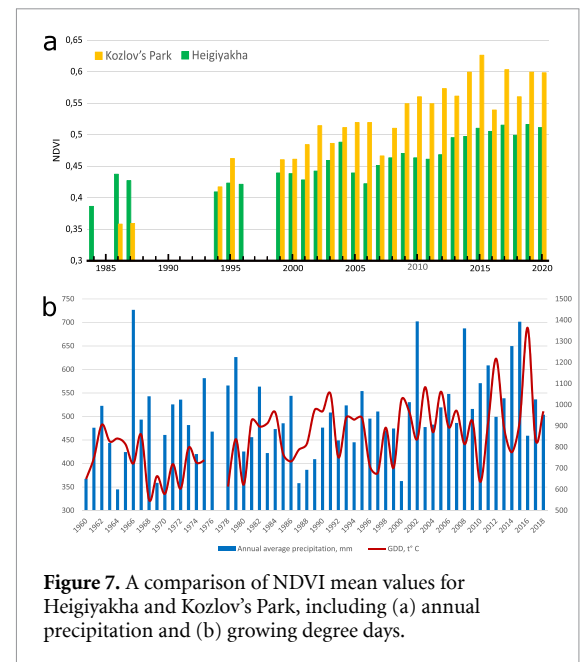 a
0,65
Kozlov's Park Heigiyakha
0,6
0,55
0,5
NDVI
0,45
0,4
0,35
0,3
1985 1990 1995 2000 2005 2010 2015 2020
b
750 1500
700 1400
650 1300
600 1200
550 1100
500 1000
450 900
400 800
350 700
300 600
500
1960 1962 1964 1966 1968 1970 1972 1974 1976 1978 1980 1982 1984 1986 1988 1990 1992 1994 1996 1998 2000 2002 2004 2006 2008 2010 2012 2014 2016 2018
Annual average precipitation, mm GDD, t° C
Figure 7. A comparison of NDVI mean values for
Heigiyakha and Kozlov's Park, including (a) annual
precipitation and (b) growing degree days.